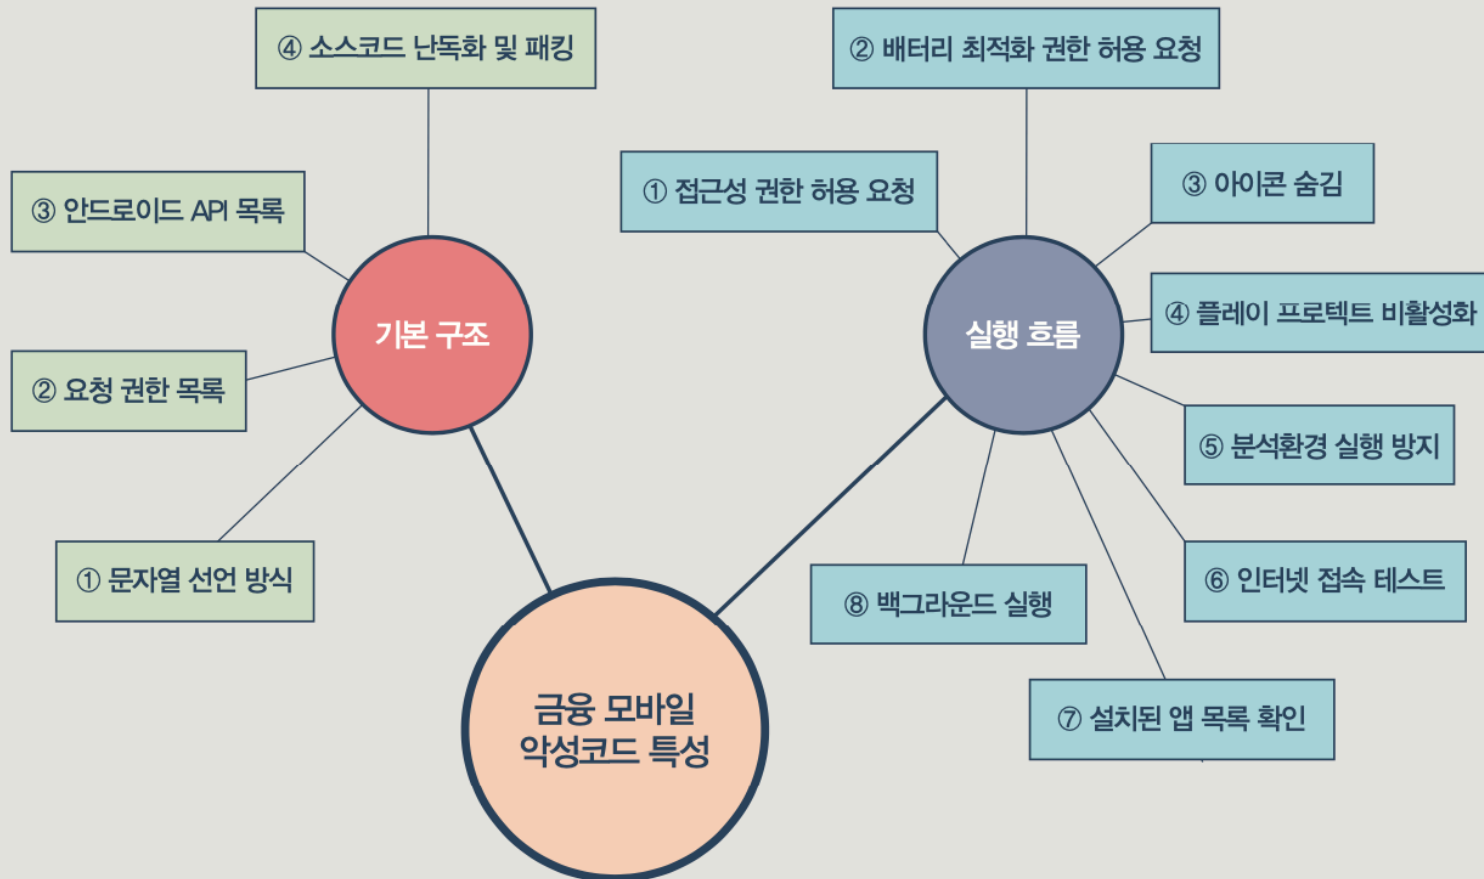 ④ 소스코드 난독화 및 패킹
② 배터리 최적화 권한 허용 요청
① 접근성 권한 허용 요청
③ 아이콘 숨김
③ 안드로이드 API 목록
④ 플레이 프로텍트 비활성화
기본 구조
실행 흐름
② 요청 권한 목록
⑤ 분석환경 실행 방지
① 문자열 선언 방식
⑥ 인터넷 접속 테스트
⑧ 백그라운드 실행
금융 모바일
악성코드 특성
⑦ 설치된 앱 목록 확인